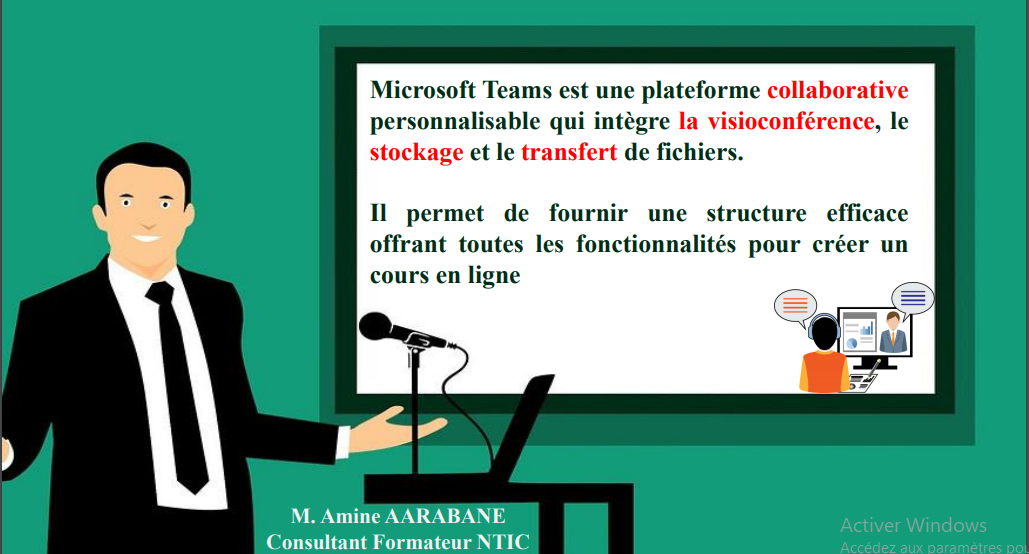 Microsoft Teams est une plateforme collaborative
personnalisable qui intègre la visioconférence, le
stockage et le transfert de fichiers.
Il permet de fournir une structure efficace
offrant toutes les fonctionnalités pour créer un
cours en ligne
M. Amine AARABANE
Consultant Formateur NTIC
Activer Windows
Accédez aux paramètres po